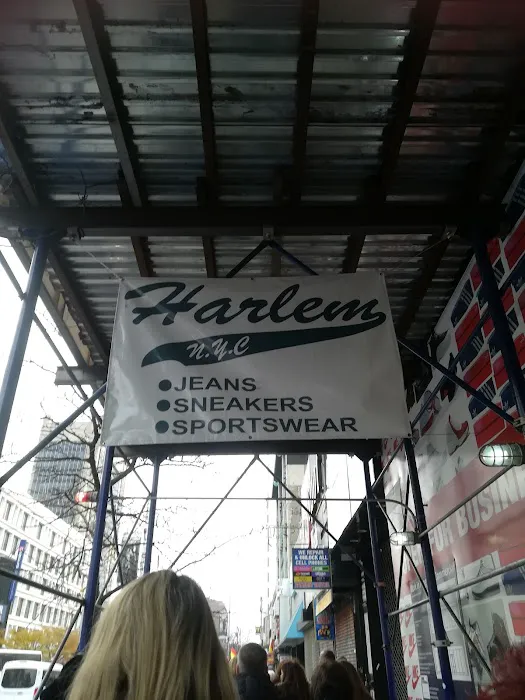 Harlem
N.Y.C
●JEANS
●SNEAKERS
●SPORTSWEAR
WE REPAIR
& UNLOCK ALL
CELL PHONES